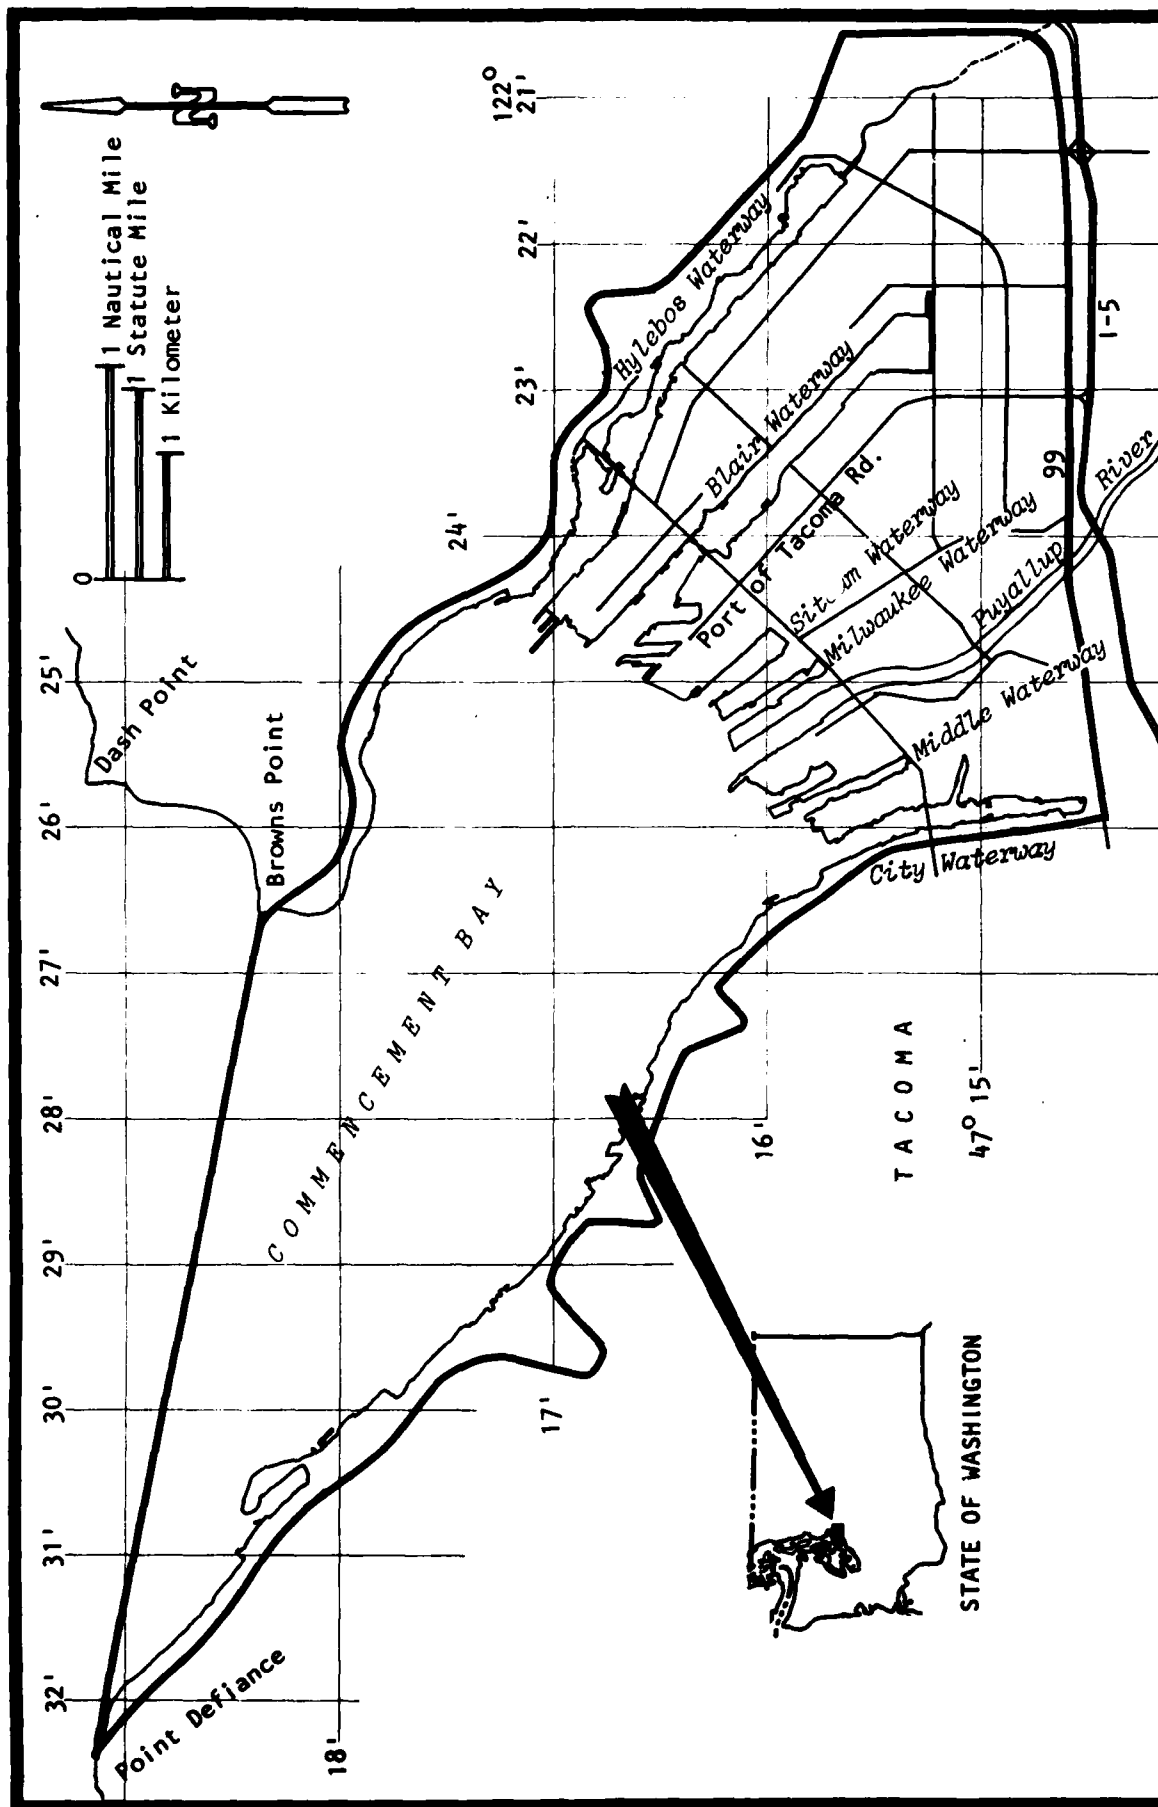 0
1 Nautical Mile
1 Statute Mile
1 Kilometer
N
32'
31'
30'
29'
28'
27'
26'
25'
24'
23'
22'
122° 21'
Dash Point
Browns Point
Point Defiance
COMMENCEMENT BAY
18'
17'
16'
47° 15'
Hylebos Waterway
Blair Waterway
Port of Tacoma Rd.
Waterway
Milwaukee Waterway
Puyallup River
Middle Waterway
City Waterway
99
I-5
TACOMA
STATE OF WASHINGTON